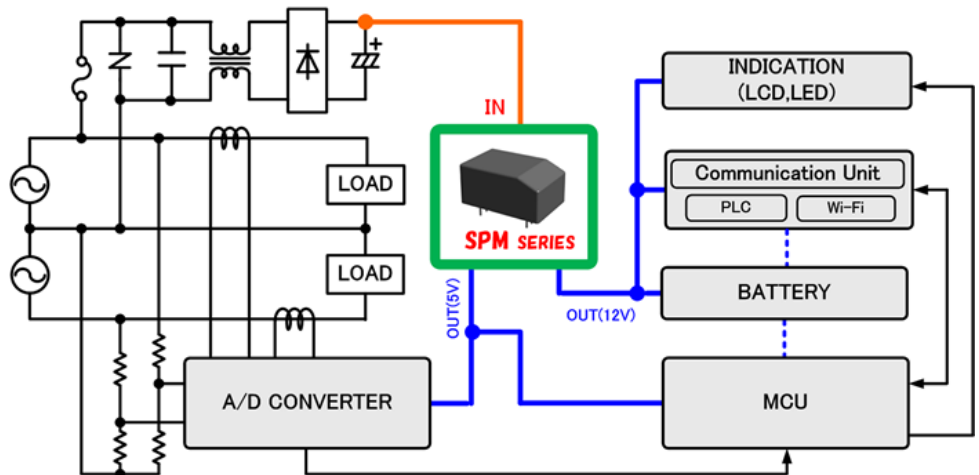 IN
INDICATION
(LCD,LED)
Communication Unit
PLC
Wi-Fi
LOAD
SPM SERIES
LOAD
OUT(5V)
OUT(12V)
BATTERY
A/D CONVERTER
MCU